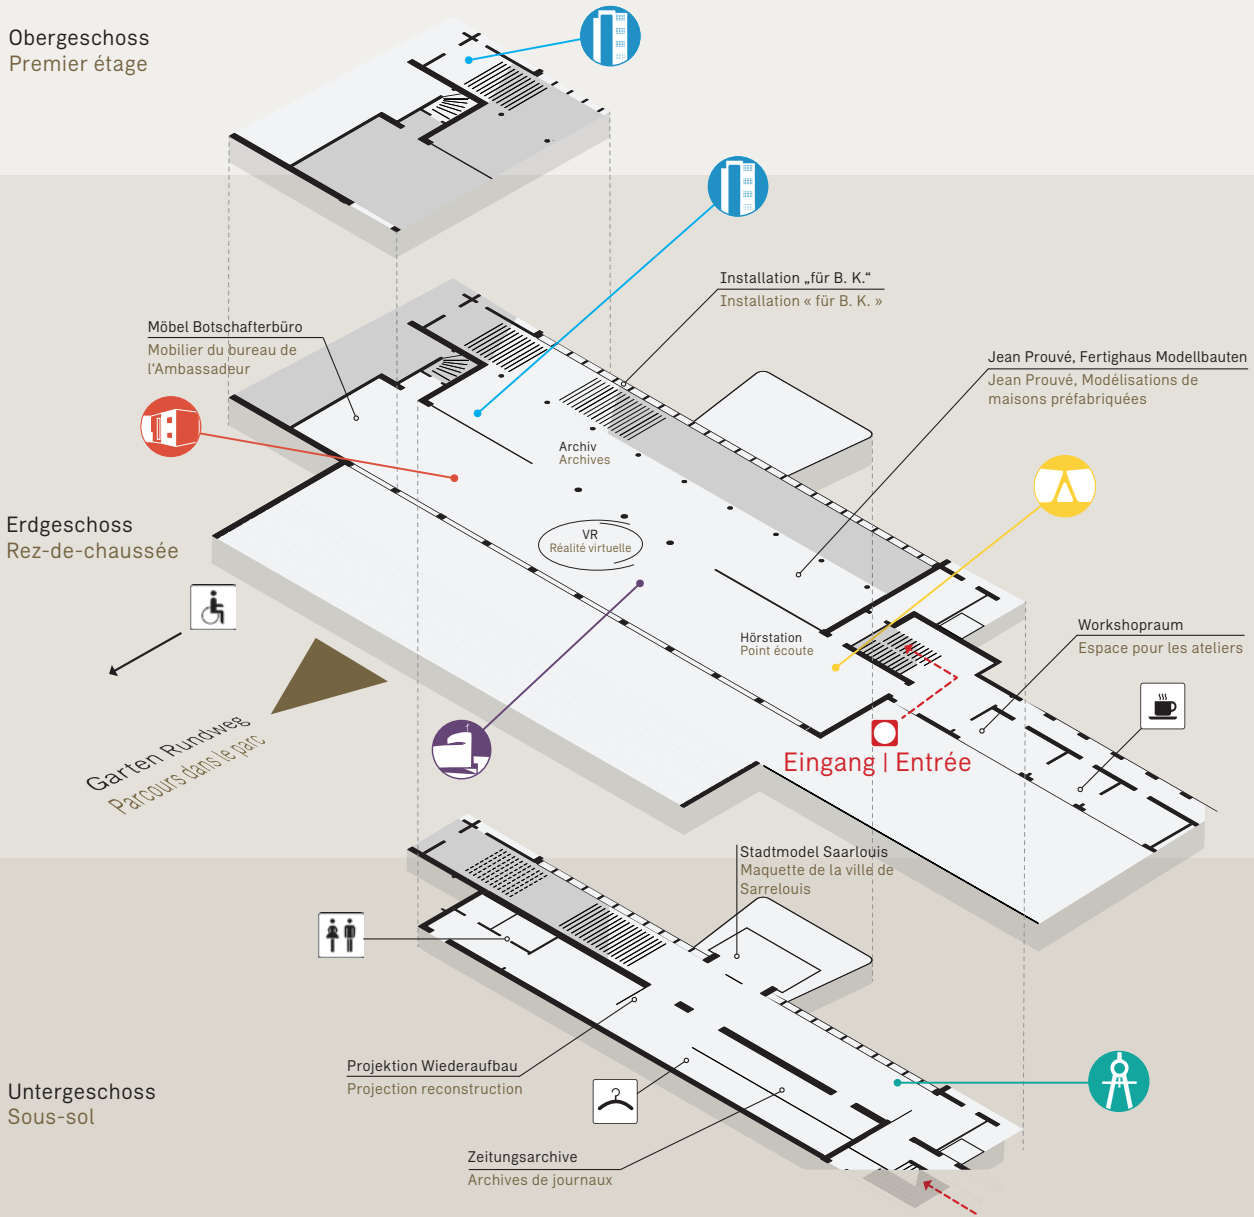 Obergeschoss
Premier étage
Installation „für B. K.“
Installation « für B. K. »
Möbel Botschafterbüro
Mobilier du bureau de
l‘Ambassadeur
Jean Prouvé, Fertighaus Modellbauten
Jean Prouvé, Modélisations de
maisons préfabriquées
Archiv
Archives
Erdgeschoss
Rez-de-chaussée
VR
Réalité virtuelle
Hörstation
Point écoute
Workshopraum
Espace pour les ateliers
Garten Rundweg
Parcours dans le parc
Eingang | Entrée
Stadtmodel Saarlouis
Maquette de la ville de
Sarrelouis
Projektion Wiederaufbau
Projection reconstruction
Untergeschoss
Sous-sol
Zeitungsarchive
Archives de journaux